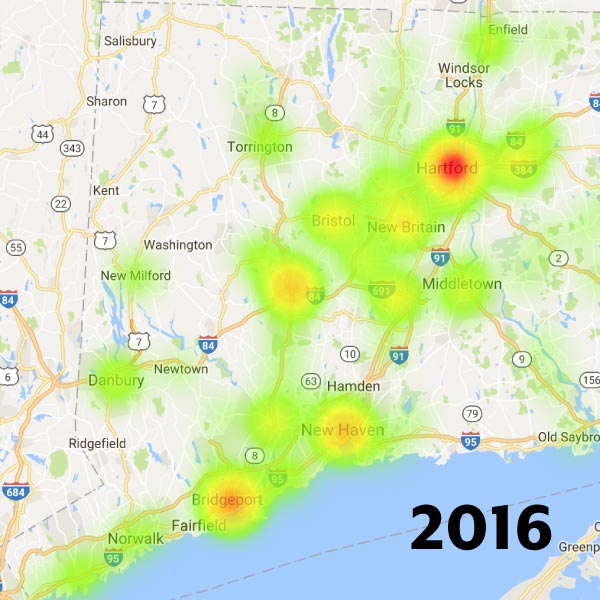 Enfield
Salisbury
Windsor
Locks
Sharon
7
84
8
44
343
91
84
Torrington
Hartford
384
Kent
22
Bristol
New Britain
7
55
Washington
91
2
New Milford
Middletown
84
84
691
7
84
10
91
9
Newtown
6
Danbury
63
Hamden
156
79
New Haven
95
Old Saybro
Ridgefield
8
95
684
Bridgeport
Fairfield
2016
Norwalk
95
Greenp